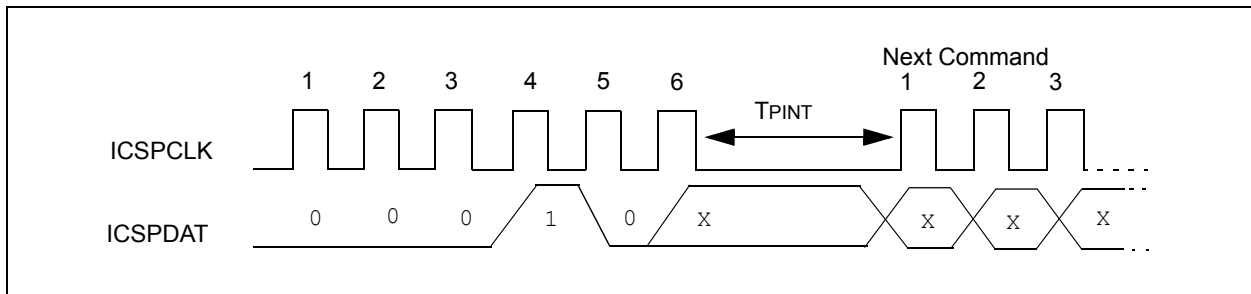 Next Command
1 2 3 4 5 6 1 2 3
TPINT
ICSPCLK
0 0 0 1 0 X X X X
ICSPDAT